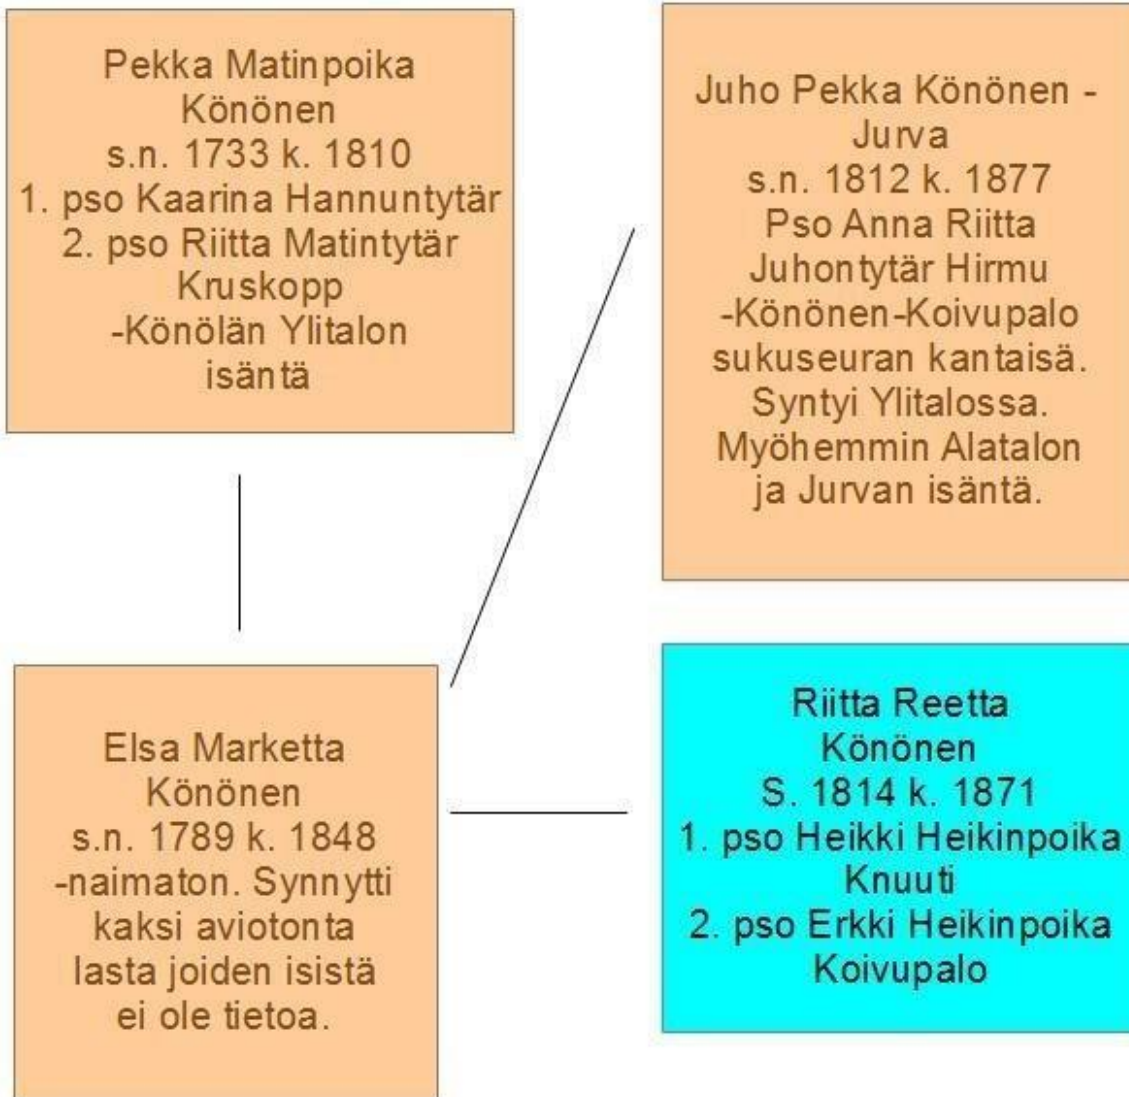 Pekka Matinpoika
Könönen
s.n. 1733 k. 1810
1. pso Kaarina Hannuntytär
2. pso Riitta Matintytär
Kruskopp
-Könölän Ylitalon
isäntä
Juho Pekka Könönen -
Jurva
s.n. 1812 k. 1877
Pso Anna Riitta
Juhontytär Hirmu
-Könönen-Koivupalo
sukuseuran kantaisä.
Syntyi Ylitalossa.
Myöhemmin Alatalon
ja Jurvan isäntä.
Elsa Marketta
Könönen
s.n. 1789 k. 1848
-naimaton. Synnytti
kaksi aviotonta
lasta joiden isistä
ei ole tietoa.
Riitta Reetta
Könönen
S. 1814 k. 1871
1. pso Heikki Heikinpoika
Knuuti
2. pso Erkki Heikinpoika
Koivupalo